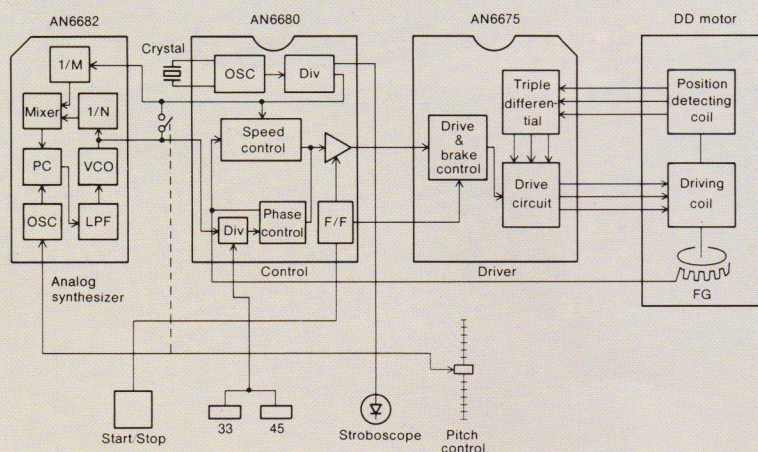 AN6682
AN6680
AN6675
DD motor
Crystal
1/M
OSC
Div
Mixer
1/N
Speed
control
Triple
differen-
tial
Position
detecting
coil
PC
VCO
Drive
&
brake
control
Drive
circuit
Driving
coil
OSC
LPF
Div
Phase
control
F/F
Analog
synthesizer
Control
Driver
FG
Start/Stop
33
45
Stroboscope
Pitch
control